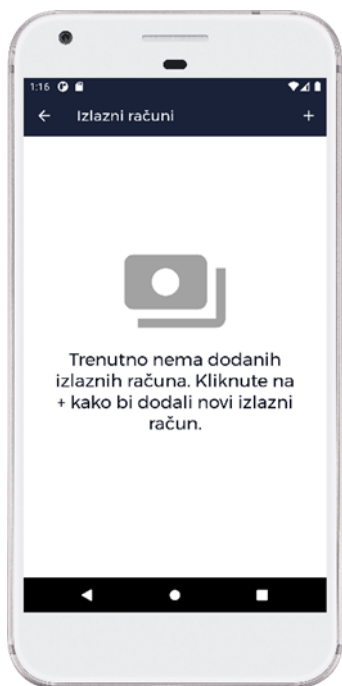 1:16
← Izlazni računi +
Trenutno nema dodanih
izlaznih računa. Kliknute na
+ kako bi dodali novi izlazni
račun.